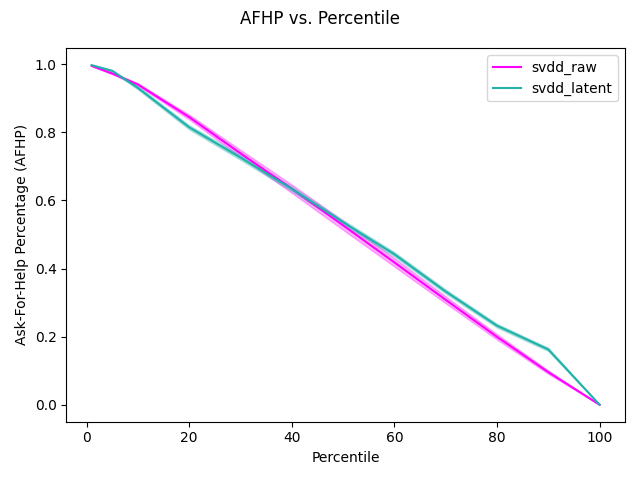 AFHP vs. Percentile
svdd_raw
svdd_latent
Ask-For-Help Percentage (AFHP)
1.0
0.8
0.6
0.4
0.2
0.0
0 20 40 60 80 100
Percentile